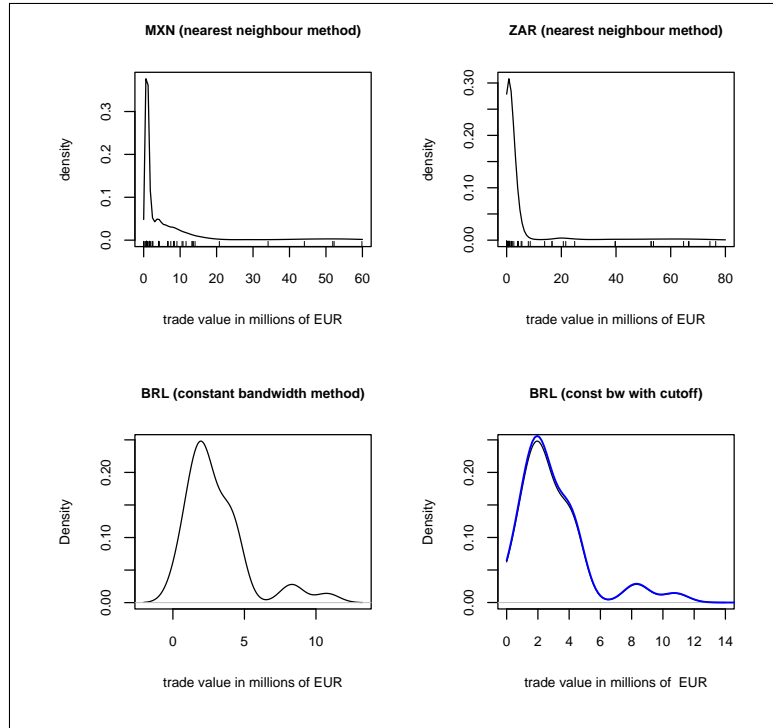 MXN (nearest neighbour method)
density
0.0 0.1 0.2 0.3
0 10 20 30 40 50 60
trade value in millions of EUR
ZAR (nearest neighbour method)
density
0.00 0.10 0.20 0.30
0 20 40 60 80
trade value in millions of EUR
BRL (constant bandwidth method)
Density
0.00 0.10 0.20
0 5 10
trade value in millions of EUR
BRL (const bw with cutoff)
Density
0.00 0.10 0.20
0 2 4 6 8 10 12 14
trade value in millions of EUR